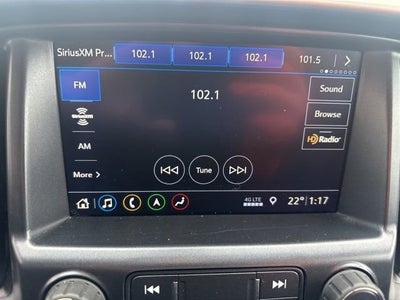 SiriusXM Pr... 102.1 102.1 102.1 101.5
FM
102.1
Sound
SiriusXM
Browse
AM
HD Radio
More
Tune
4G LTE
22° 1:17